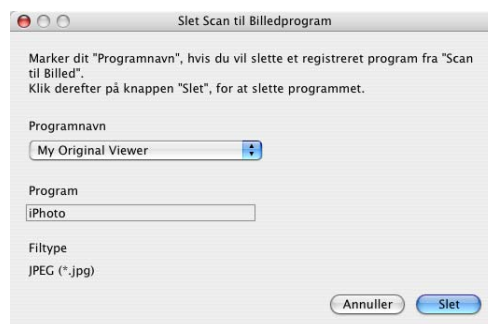 Slet Scan til Billedprogram
Marker dit "Programnavn", hvis du vil slette et registreret program fra "Scan
til Billed".
Klik derefter på knappen "Slet", for at slette programmet.
Programnavn
My Original Viewer
Program
iPhoto
Filtype
JPEG (*.jpg)
Annuller
Slet